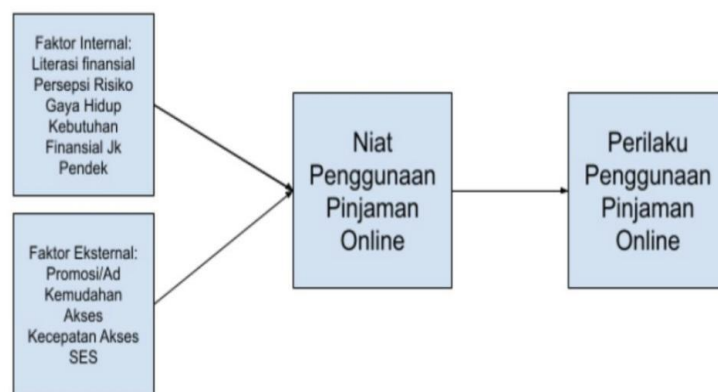 Faktor Internal:
Literasi finansial
Persepsi Risiko
Gaya Hidup
Kebutuhan
Finansial Jk
Pendek
Faktor Eksternal:
Promosi/Ad
Kemudahan
Akses
Kecepatan Akses
SES
Niat
Penggunaan
Pinjaman
Online
Perilaku
Penggunaan
Pinjaman
Online